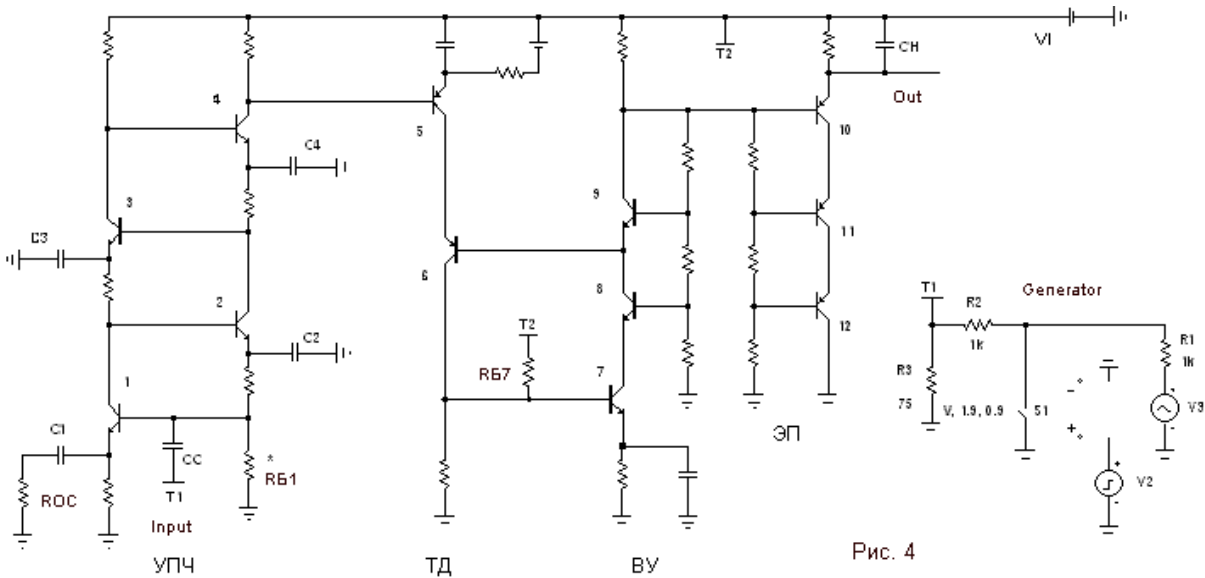 VI
T2
CH
Out
4
5
10
C4
3
9
C3
11
6
2
8
T1
R2
Generator
C2
T2
12
1k
R1
1k
1
RБ7
7
R3
C1
CC
75
V, 1.9, 0.9
S1
V3
ЭП
*
RБ1
ROC
T1
V2
Input
УПЧ
ТД
ВУ
Рис. 4